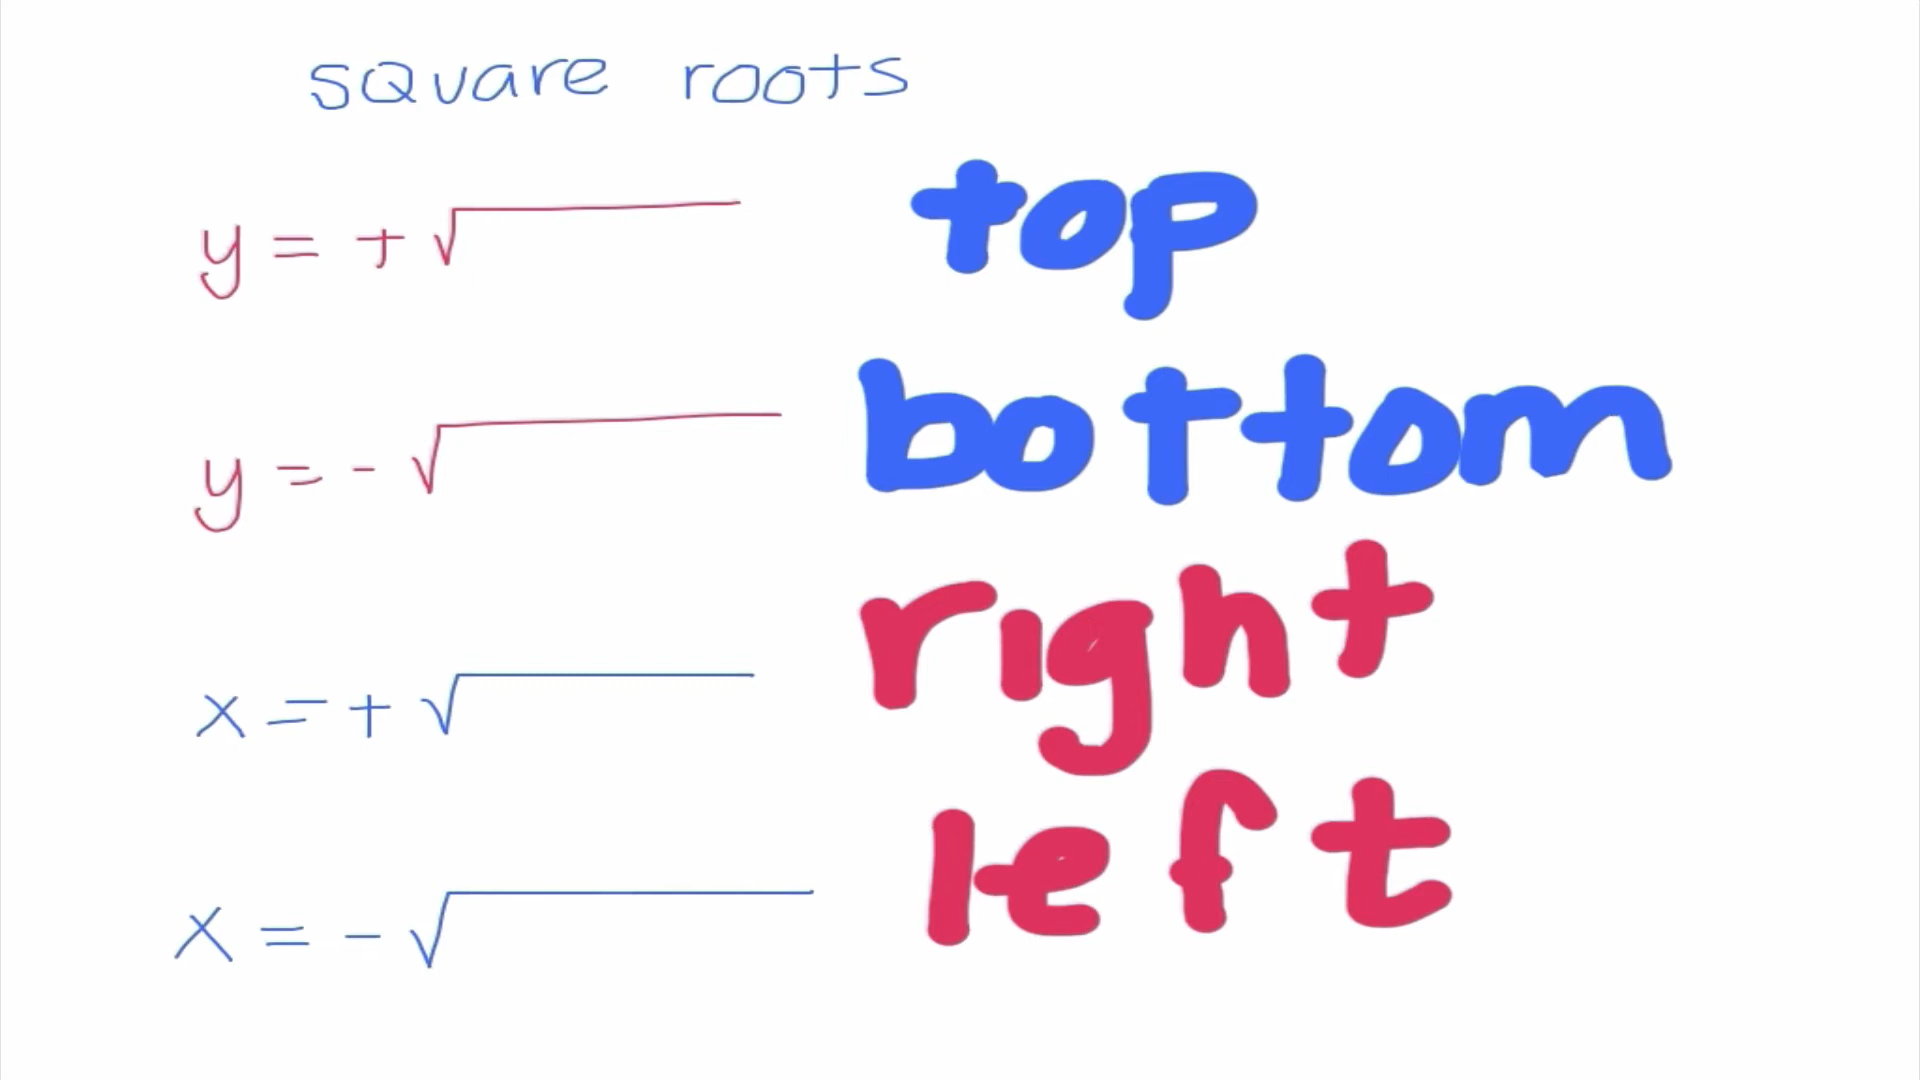 square roots
y = + √ top
y = - √ bottom
x = + √ right
x = - √ left